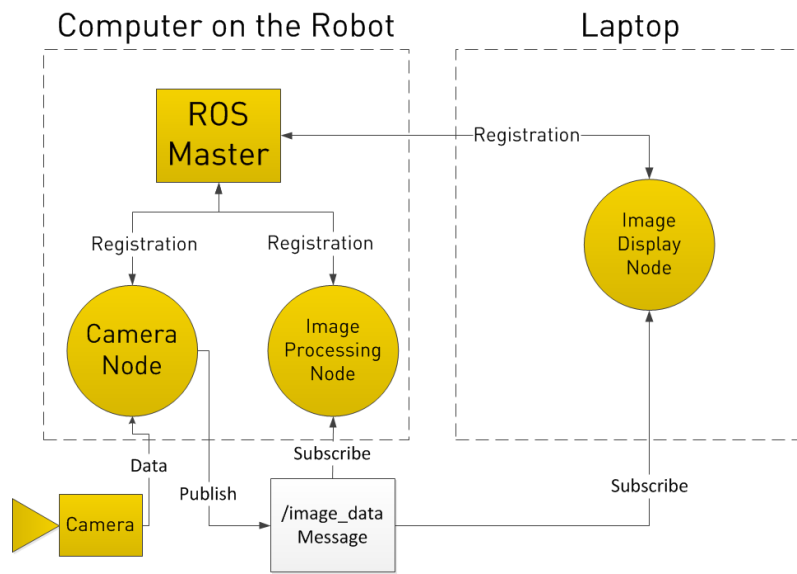 Computer on the Robot
Laptop
ROS
Master
Registration
Registration
Registration
Image
Display
Node
Camera
Node
Image
Processing
Node
Data
Publish
Subscribe
Subscribe
Camera
/image_data
Message